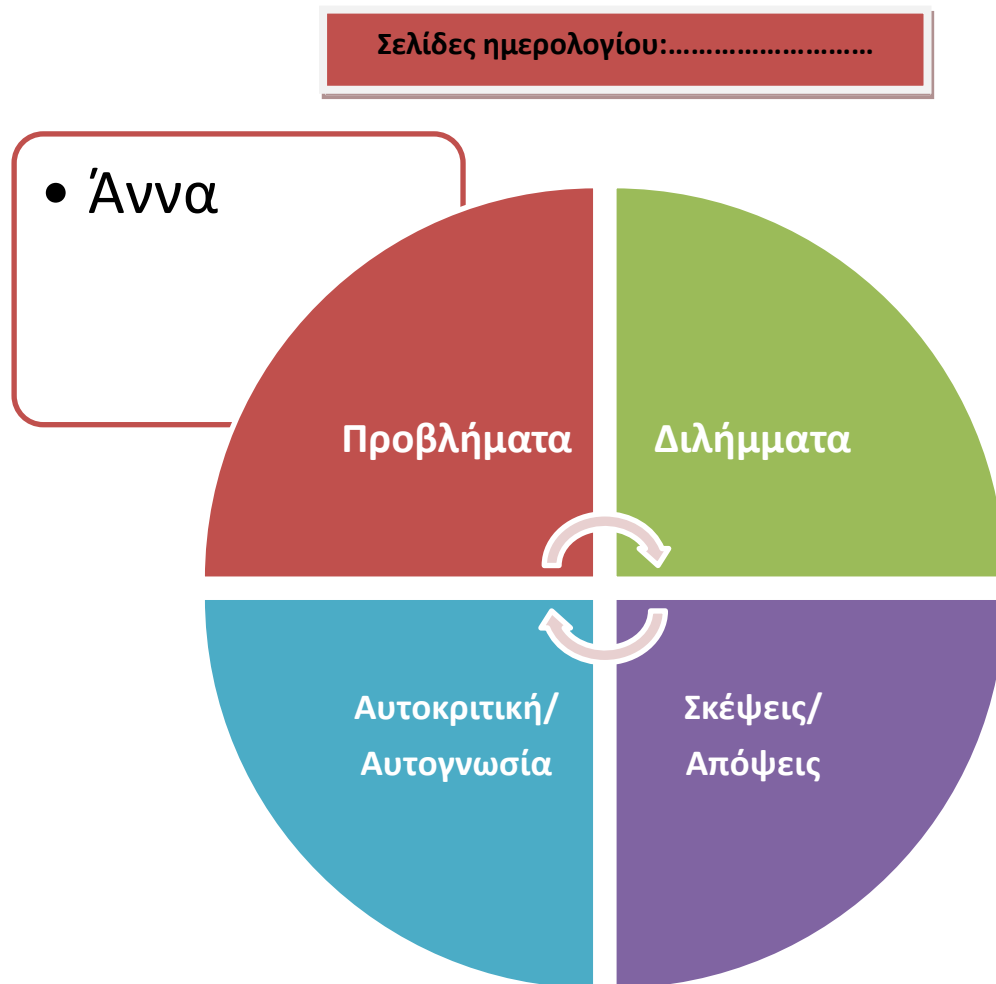 Σελίδες ημερολογίου:………………………
• Άννα
Προβλήματα
Διλήμματα
Αυτοκριτική/
Αυτογνωσία
Σκέψεις/
Απόψεις